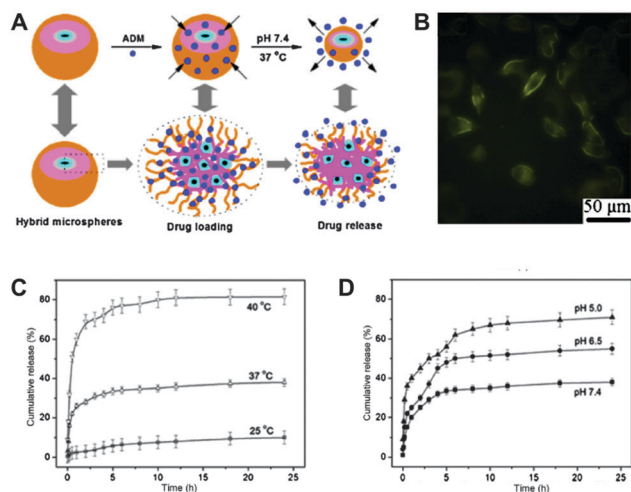 A
ADM
pH 7.4
37 °C
Hybrid microspheres
Drug loading
Drug release
B
50 μm
C
Cumulative release (%)
80
60
40
20
0
40 °C
37 °C
25 °C
0 5 10 15 20 25
Time (h)
D
Cumulative release (%)
80
60
40
20
0
pH 5.0
pH 6.5
pH 7.4
0 5 10 15 20 25
Time (h)